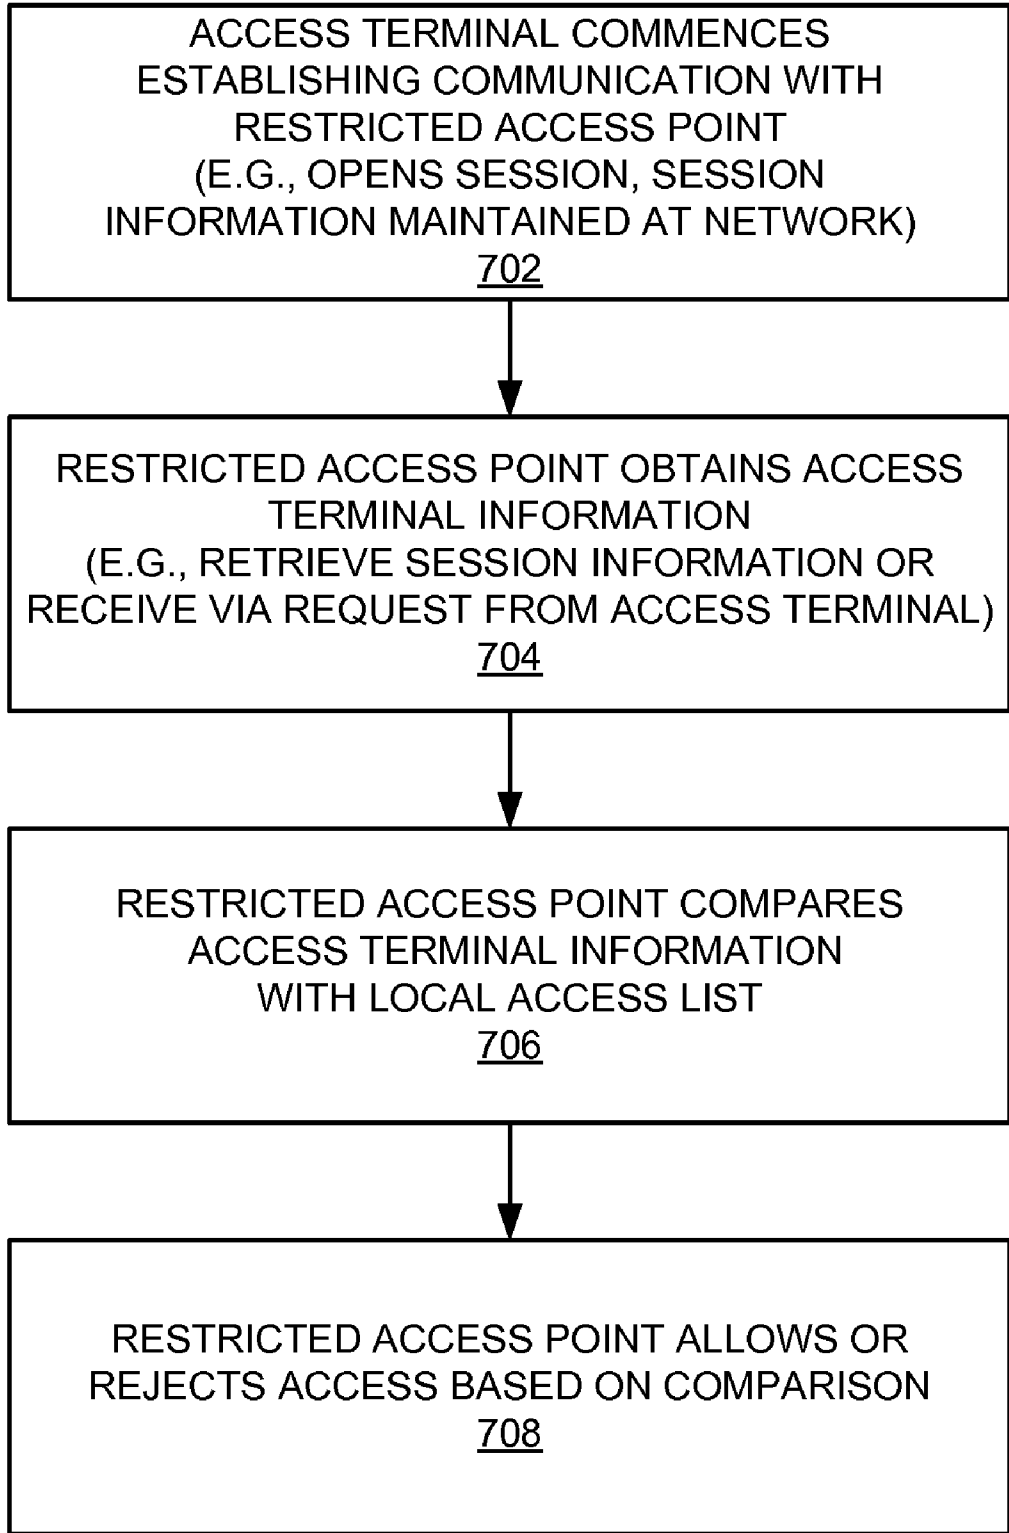 ACCESS TERMINAL COMMENCES
ESTABLISHING COMMUNICATION WITH
RESTRICTED ACCESS POINT
(E.G., OPENS SESSION, SESSION
INFORMATION MAINTAINED AT NETWORK)
702
RESTRICTED ACCESS POINT OBTAINS ACCESS
TERMINAL INFORMATION
(E.G., RETRIEVE SESSION INFORMATION OR
RECEIVE VIA REQUEST FROM ACCESS TERMINAL)
704
RESTRICTED ACCESS POINT COMPARES
ACCESS TERMINAL INFORMATION
WITH LOCAL ACCESS LIST
706
RESTRICTED ACCESS POINT ALLOWS OR
REJECTS ACCESS BASED ON COMPARISON
708